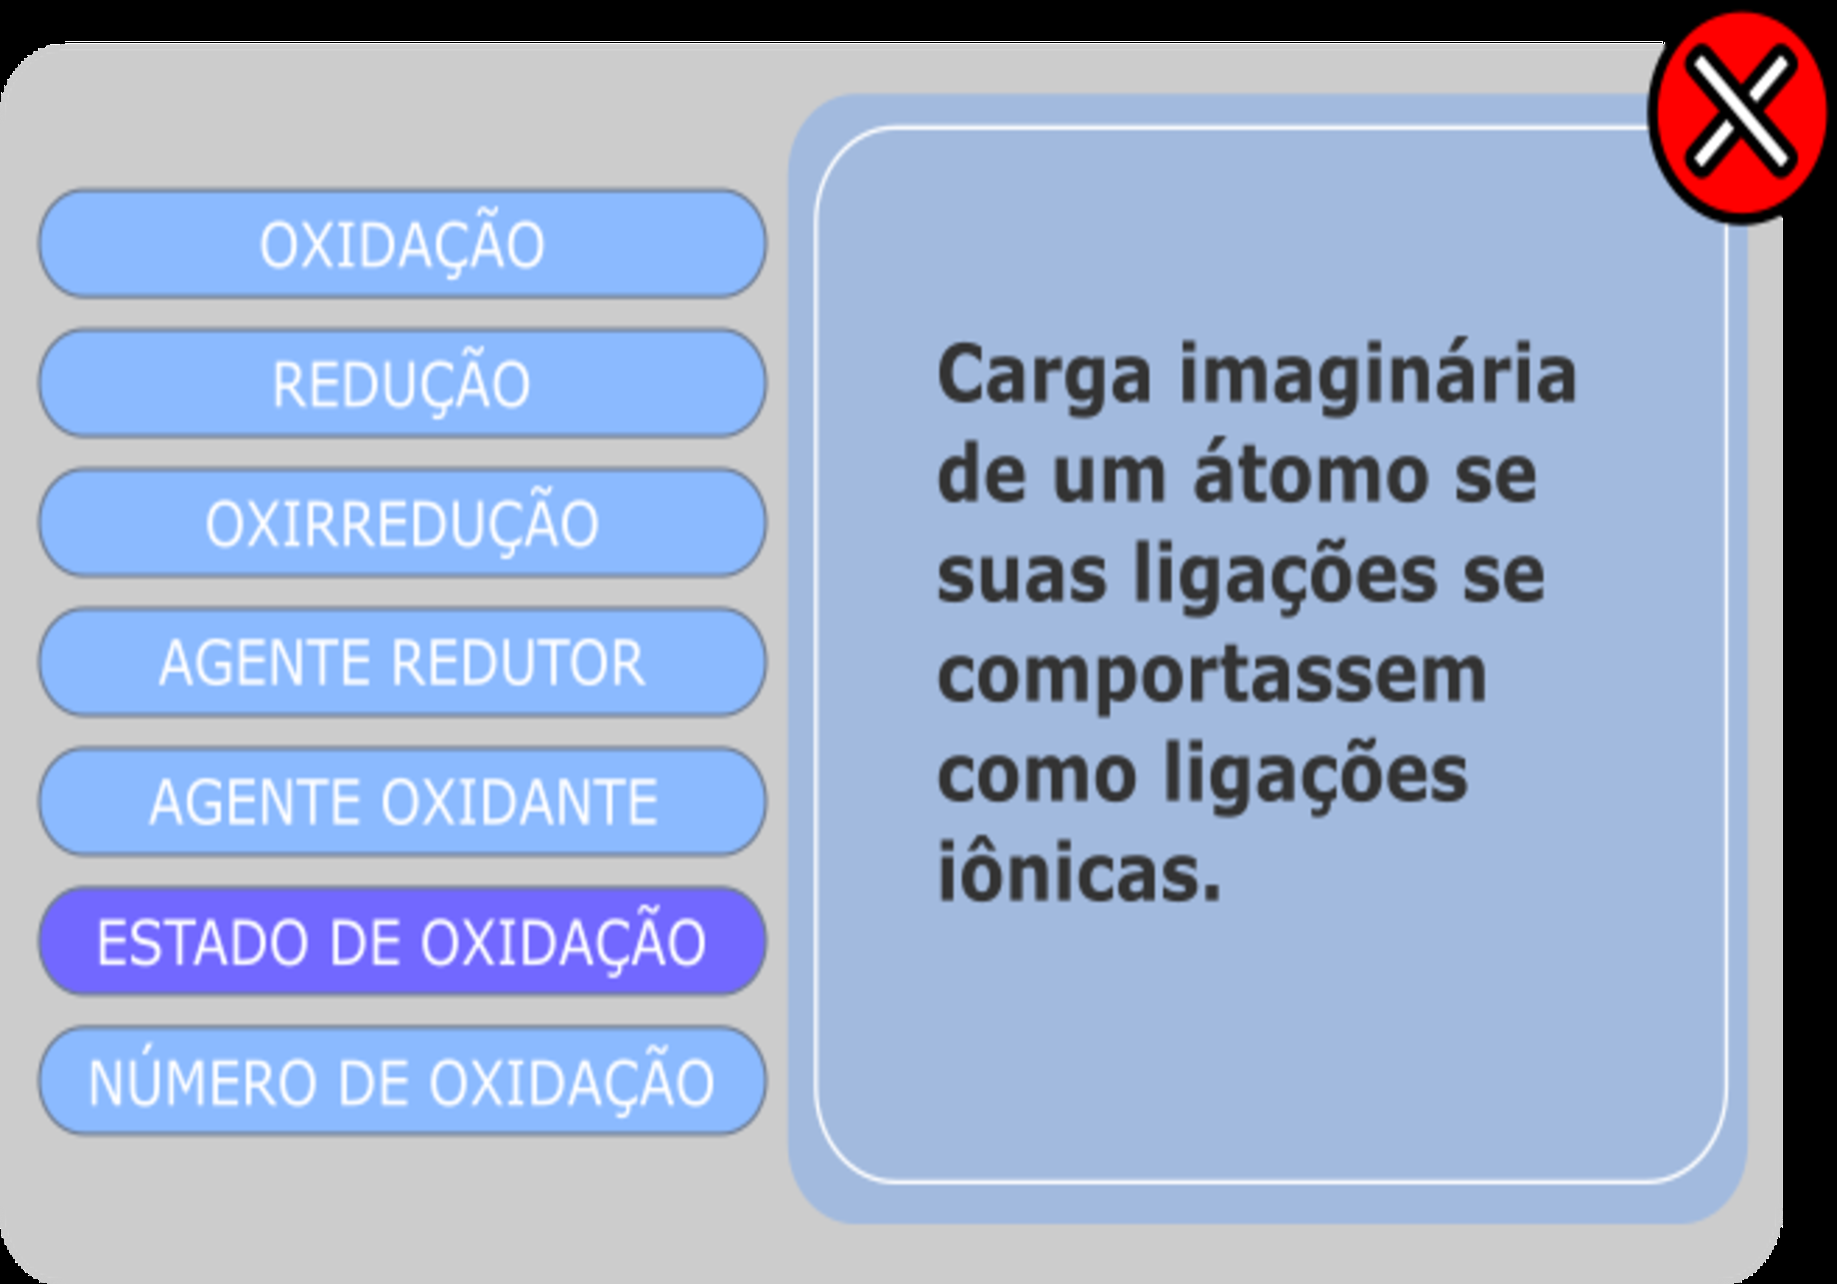 OXIDAÇÃO
REDUÇÃO
OXIRREDUÇÃO
AGENTE REDUTOR
AGENTE OXIDANTE
ESTADO DE OXIDAÇÃO
NÚMERO DE OXIDAÇÃO
Carga imaginária
de um átomo se
suas ligações se
comportassem
como ligações
iônicas.